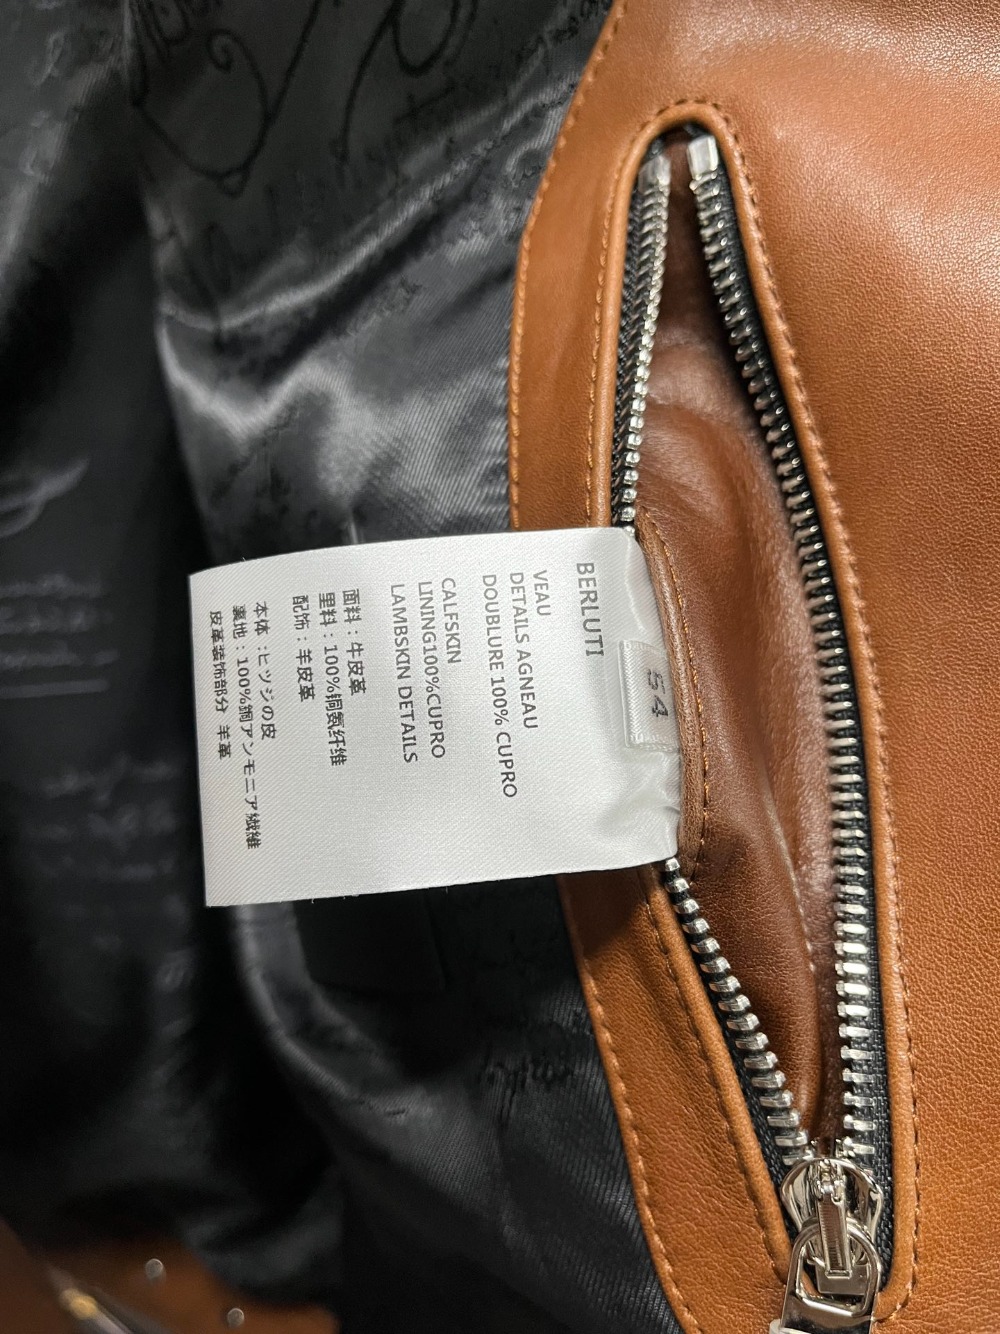 BERLUTI
54
VEAU
DETAILS AGNEAU
DOUBLURE 100% CUPRO
CALFSKIN
LINING100%CUPRO
LAMBSKIN DETAILS
面料：牛皮革
里料：100%铜氨纤维
配饰：羊皮革
本体：ヒツジの皮
裏地：100%銅アンモニア繊維
皮革装饰部分 羊革